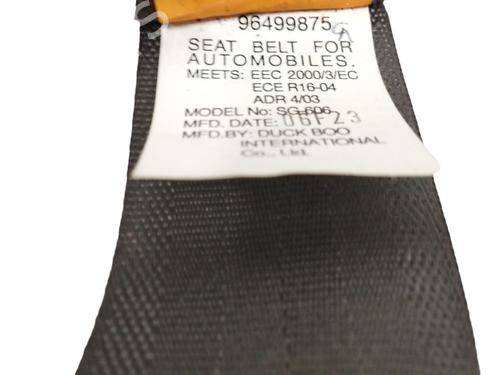 96499875
SEAT BELT FOR
AUTOMOBILES.
MEETS: EEC 2000/3/EC
ECE R16-04
ADR 4/03
MODEL No: SG-606
MFD. DATE: 06F23
MFD.BY: DUCK BOO
INTERNATIONAL
Co., Ltd.